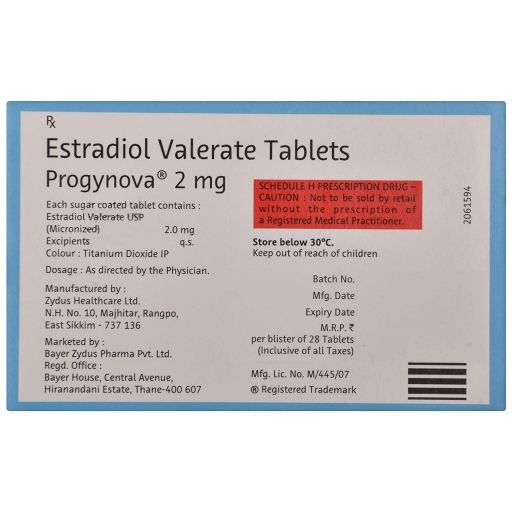 Rx
Estradiol Valerate Tablets
Progynova® 2 mg
Each sugar coated tablet contains :
Estradiol Valerate USP
(Micronized) 2.0 mg
Excipients q.s.
Colour : Titanium Dioxide IP
Dosage : As directed by the Physician.
Manufactured by :
Zydus Healthcare Ltd.
N.H. No. 10, Majhitar, Rangpo,
East Sikkim - 737 136
Marketed by :
Bayer Zydus Pharma Pvt. Ltd.
Regd. Office :
Bayer House, Central Avenue,
Hiranandani Estate, Thane-400 607
SCHEDULE H PRESCRIPTION DRUG –
CAUTION : Not to be sold by retail
without the prescription of
a Registered Medical Practitioner.
Store below 30°C.
Keep out of reach of children
Batch No.
Mfg. Date
Expiry Date
M.R.P. ₹
per blister of 28 Tablets
(Inclusive of all Taxes)
Mfg. Lic. No. M/445/07
® Registered Trademark
2061594